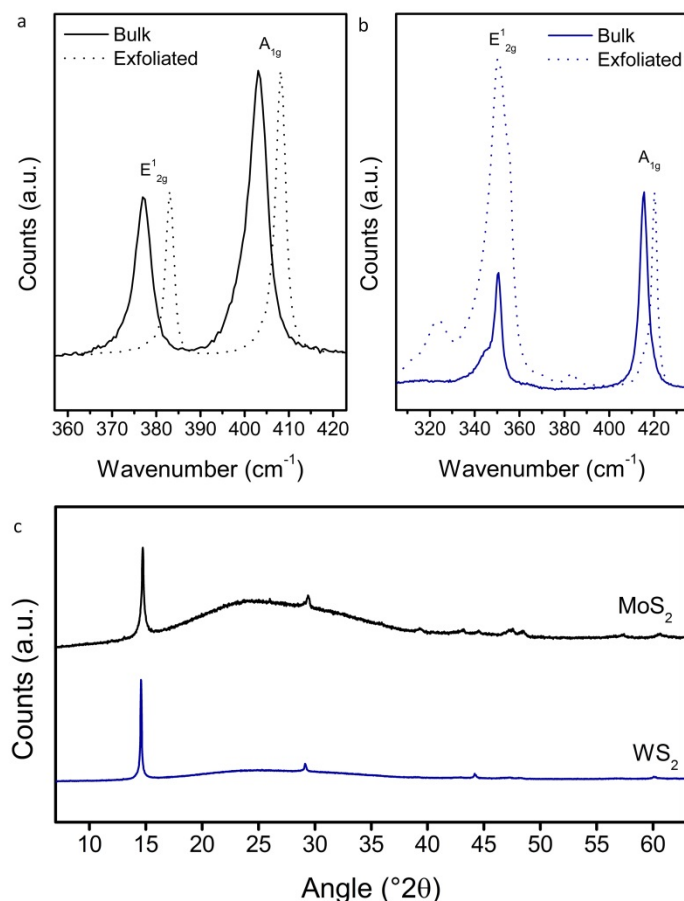 a
Bulk
Exfoliated
A₁g
E¹₂g
Counts (a.u.)
360 370 380 390 400 410 420
Wavenumber (cm⁻¹)
b
E¹₂g
Bulk
Exfoliated
A₁g
Counts (a.u.)
320 340 360 380 400 420
Wavenumber (cm⁻¹)
c
MoS₂
WS₂
Counts (a.u.)
10 15 20 25 30 35 40 45 50 55 60
Angle (°2θ)